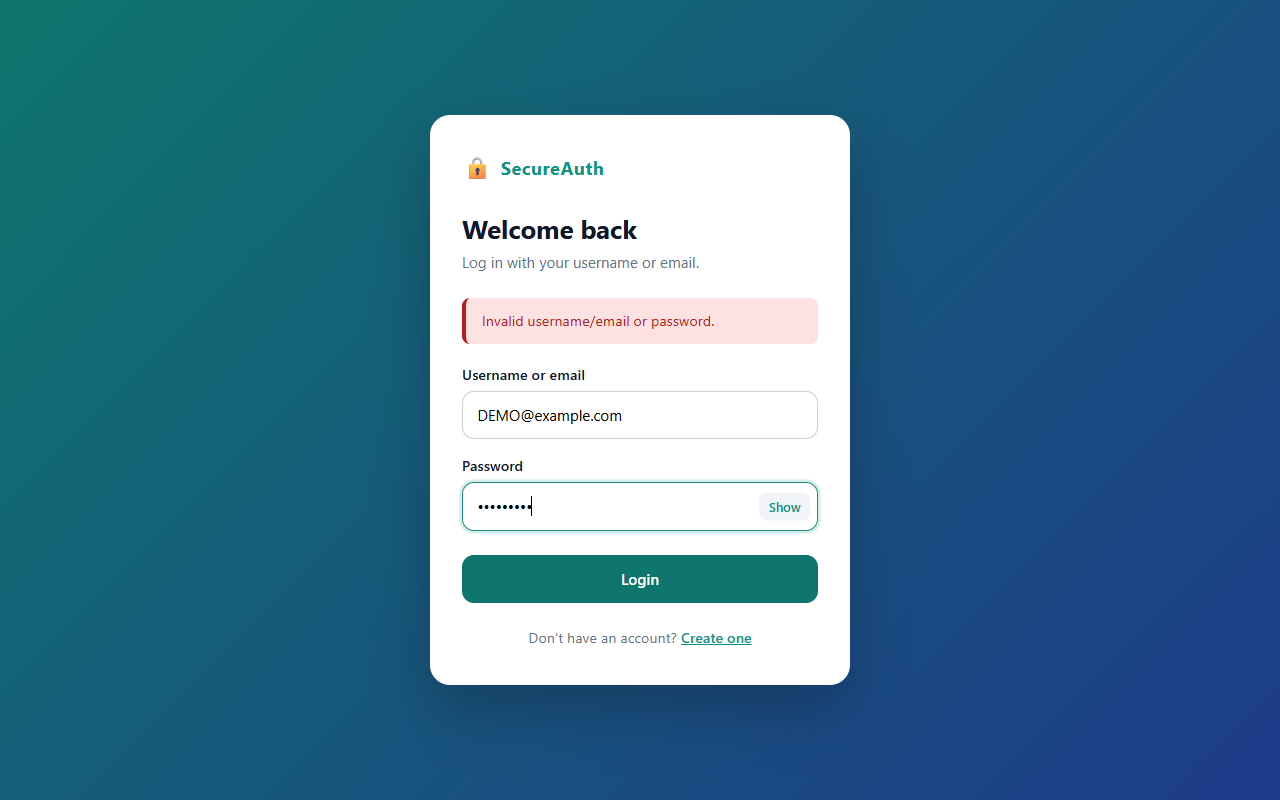 SecureAuth
Welcome back
Log in with your username or email.
Invalid username/email or password.
Username or email
DEMO@example.com
Password
•••••••••
Show
Login
Don't have an account? Create one